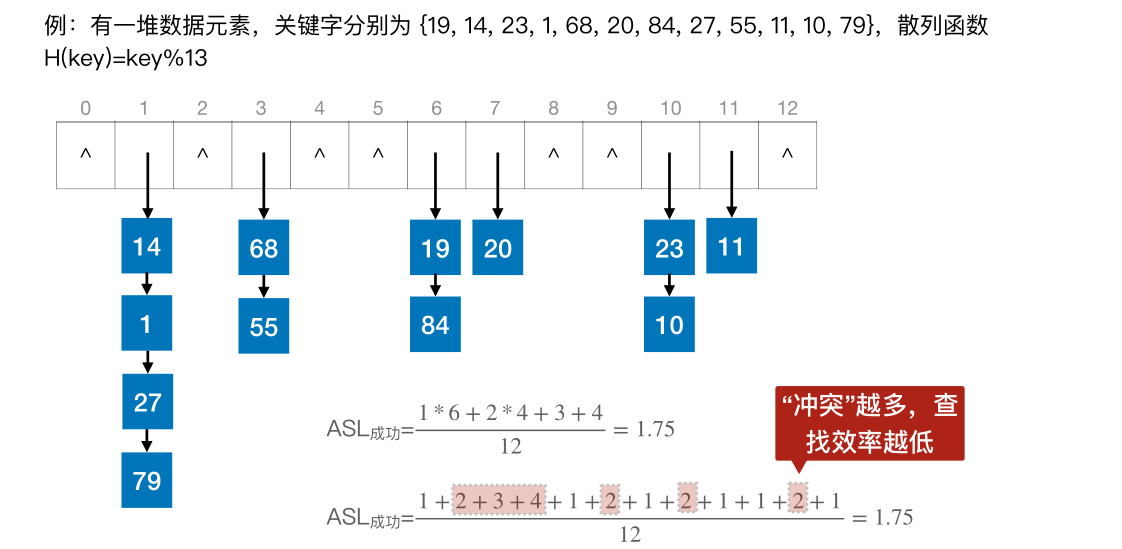 例：有一堆数据元素，关键字分别为 {19, 14, 23, 1, 68, 20, 84, 27, 55, 11, 10, 79}，散列函数
H(key)=key%13
0 1 2 3 4 5 6 7 8 9 10 11 12
^ ^ ^ ^ ^ ^ ^
14 68 19 20 23 11
1 55 84 10
27
79
“冲突”越多，查
找效率越低
ASL成功= (1 * 6 + 2 * 4 + 3 + 4) / 12 = 1.75
ASL成功= (1 + 2 + 3 + 4 + 1 + 2 + 1 + 2 + 1 + 1 + 2 + 1) / 12 = 1.75